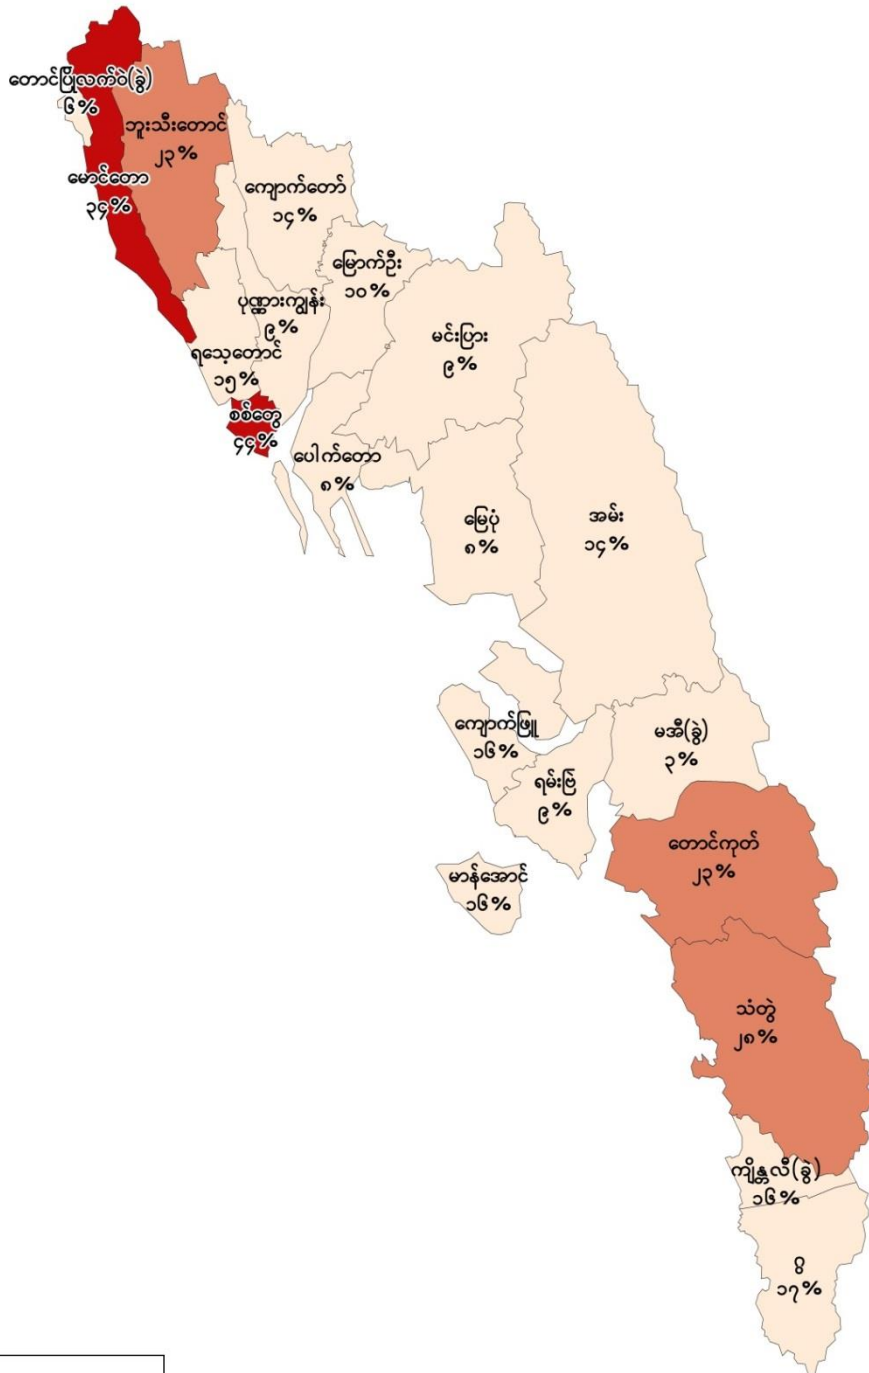 တောင်ပြိုလက်ဝဲ(ခွဲ)
၆%
ဘူးသီးတောင်
၂၃%
မောင်တော
၃၄%
ကျောက်တော်
၁၄%
မြောက်ဦး
၁၀%
ပုဏ္ဏားကျွန်း
၉%
မင်းပြား
၉%
ရသေ့တောင်
၁၅%
စစ်တွေ
၄၄%
ပေါက်တော
၈%
မြေပုံ
၈%
အမ်း
၁၄%
ကျောက်ဖြူ
၁၆%
မအီ(ခွဲ)
၃%
ရမ်းဗြဲ
၉%
တောင်ကုတ်
၂၃%
မာန်အောင်
၁၆%
သံတွဲ
၂၈%
ကျိန္တလီ(ခွဲ)
၁၆%
ဂွ
၁၇%